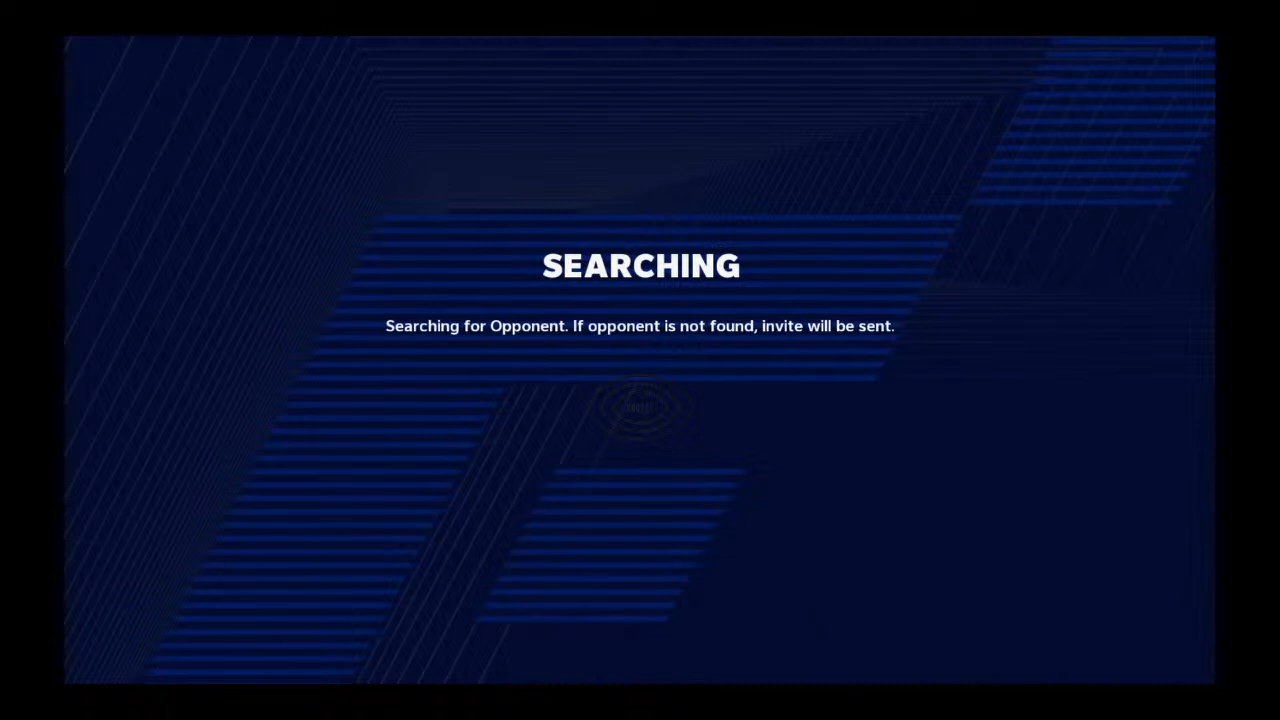 SEARCHING
Searching for Opponent. If opponent is not found, invite will be sent.